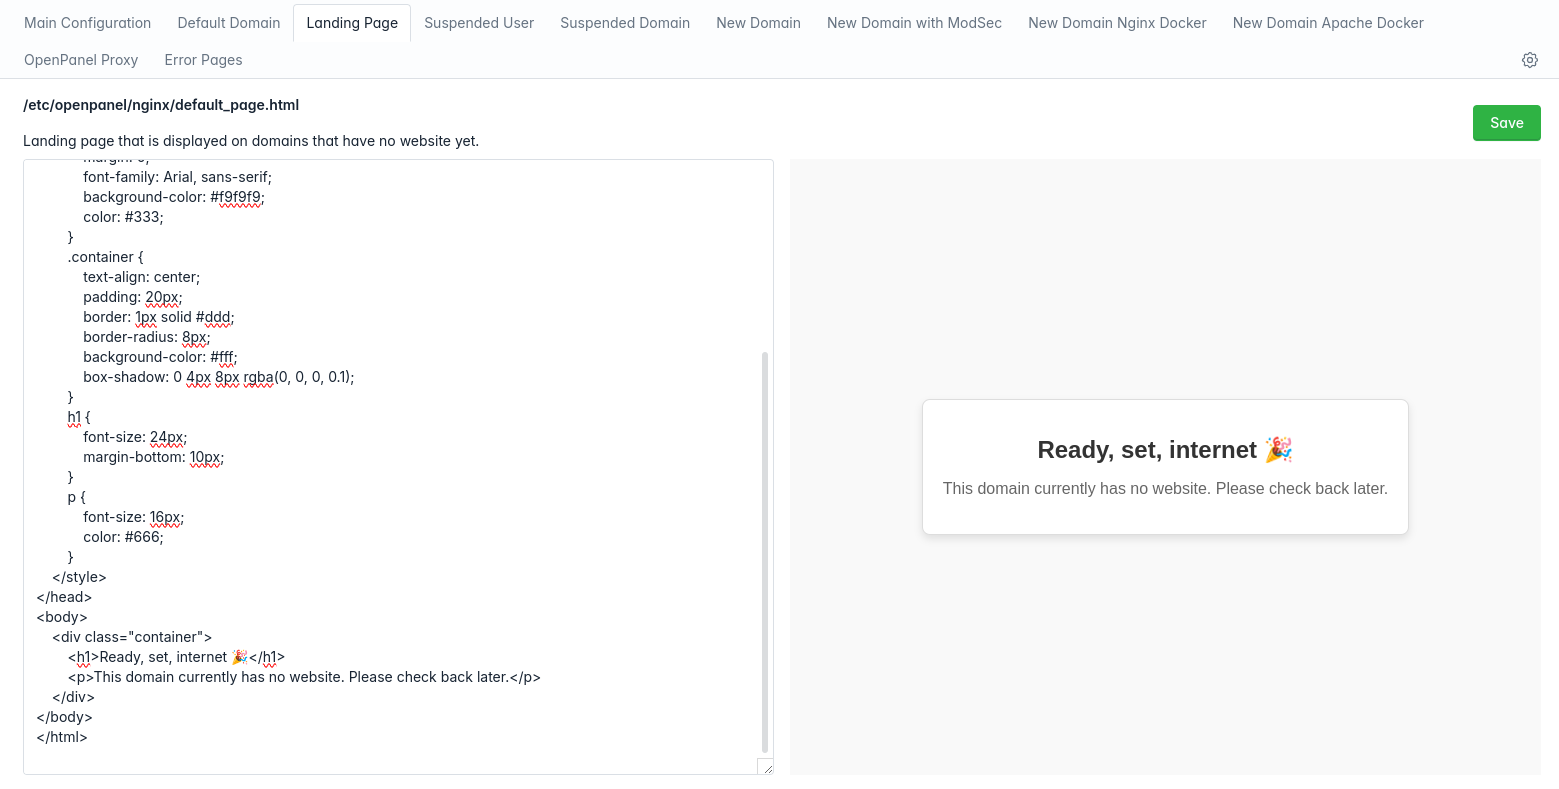 Main Configuration Default Domain Landing Page Suspended User Suspended Domain New Domain New Domain with ModSec New Domain Nginx Docker New Domain Apache Docker
OpenPanel Proxy Error Pages
/etc/openpanel/nginx/default_page.html
Save
Landing page that is displayed on domains that have no website yet.
font-family: Arial, sans-serif;
background-color: #f9f9f9;
color: #333;
}
.container {
text-align: center;
padding: 20px;
border: 1px solid #ddd;
border-radius: 8px;
background-color: #fff;
box-shadow: 0 4px 8px rgba(0, 0, 0, 0.1);
}
h1 {
font-size: 24px;
margin-bottom: 10px;
}
p {
font-size: 16px;
color: #666;
}
</style>
</head>
<body>
<div class="container">
<h1>Ready, set, internet 🎉</h1>
<p>This domain currently has no website. Please check back later.</p>
</div>
</body>
</html>
Ready, set, internet 🎉
This domain currently has no website. Please check back later.